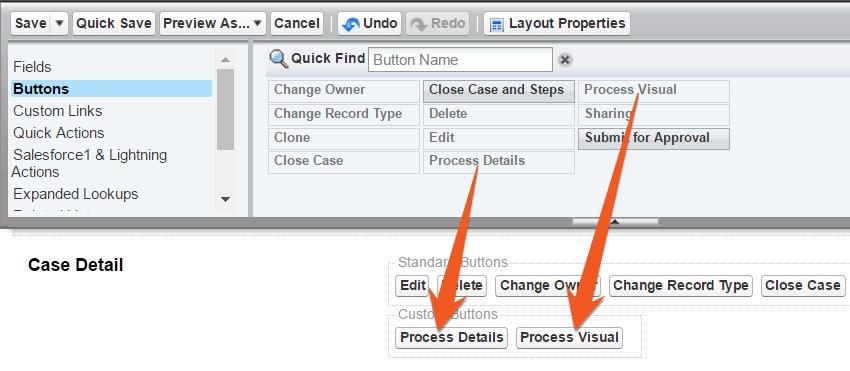 Save Quick Save Preview As... Cancel Undo Redo Layout Properties
Fields
Buttons
Custom Links
Quick Actions
Salesforce1 & Lightning
Actions
Expanded Lookups
Quick Find Button Name
Change Owner Close Case and Steps Process Visual
Change Record Type Delete Sharing
Clone Edit Submit for Approval
Close Case Process Details
Case Detail
Standard Buttons
Edit Delete Change Owner Change Record Type Close Case
Custom Buttons
Process Details Process Visual